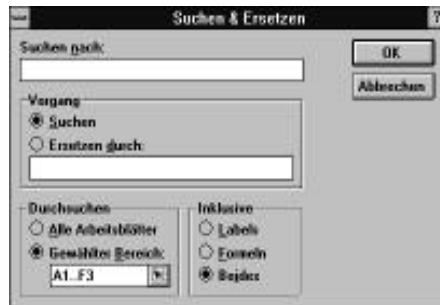 Suchen & Ersetzen ?
Suchen nach:
OK
Abbrechen
Vorgang
Suchen
Ersetzen durch:
Durchsuchen
Alle Arbeitsblätter
Gewählter Bereich:
A1..F3
Inklusive
Labels
Formeln
Beides